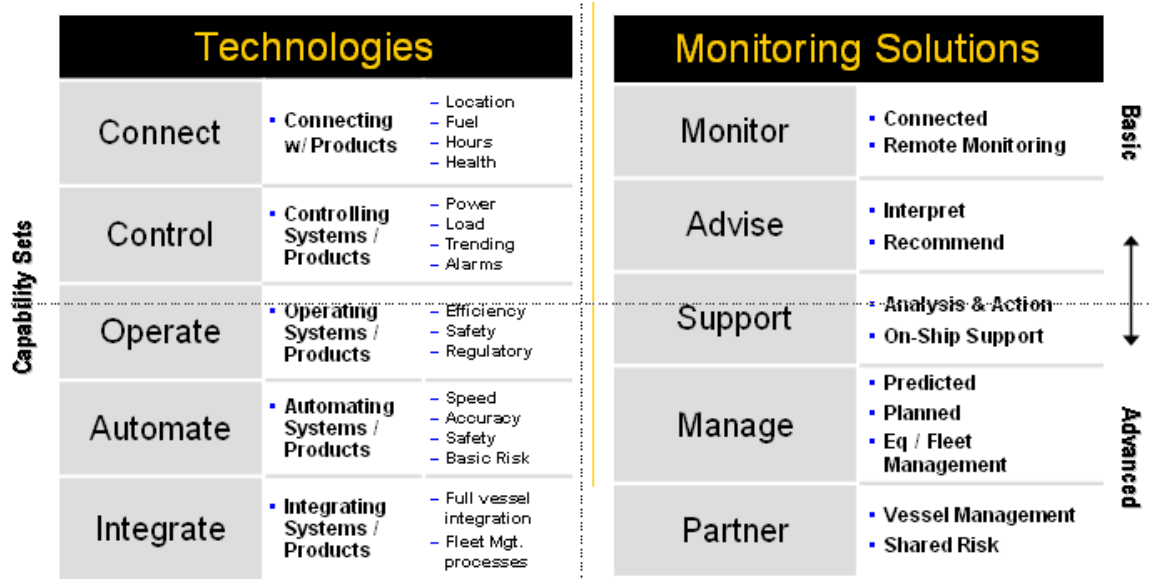 Technologies
Connect
Connecting
w/ Products
– Location
– Fuel
– Hours
– Health
Control
Controlling
Systems /
Products
– Power
– Load
– Trending
– Alarms
Operate
Operating
Systems /
Products
– Efficiency
– Safety
– Regulatory
Automate
Automating
Systems /
Products
– Speed
– Accuracy
– Safety
– Basic Risk
Integrate
Integrating
Systems /
Products
– Full vessel
integration
– Fleet Mgt.
processes
Capability Sets
Monitoring Solutions
Monitor
Connected
Remote Monitoring
Advise
Interpret
Recommend
Support
Analysis & Action
On-Ship Support
Manage
Predicted
Planned
Eq / Fleet
Management
Partner
Vessel Management
Shared Risk
Basic
Advanced